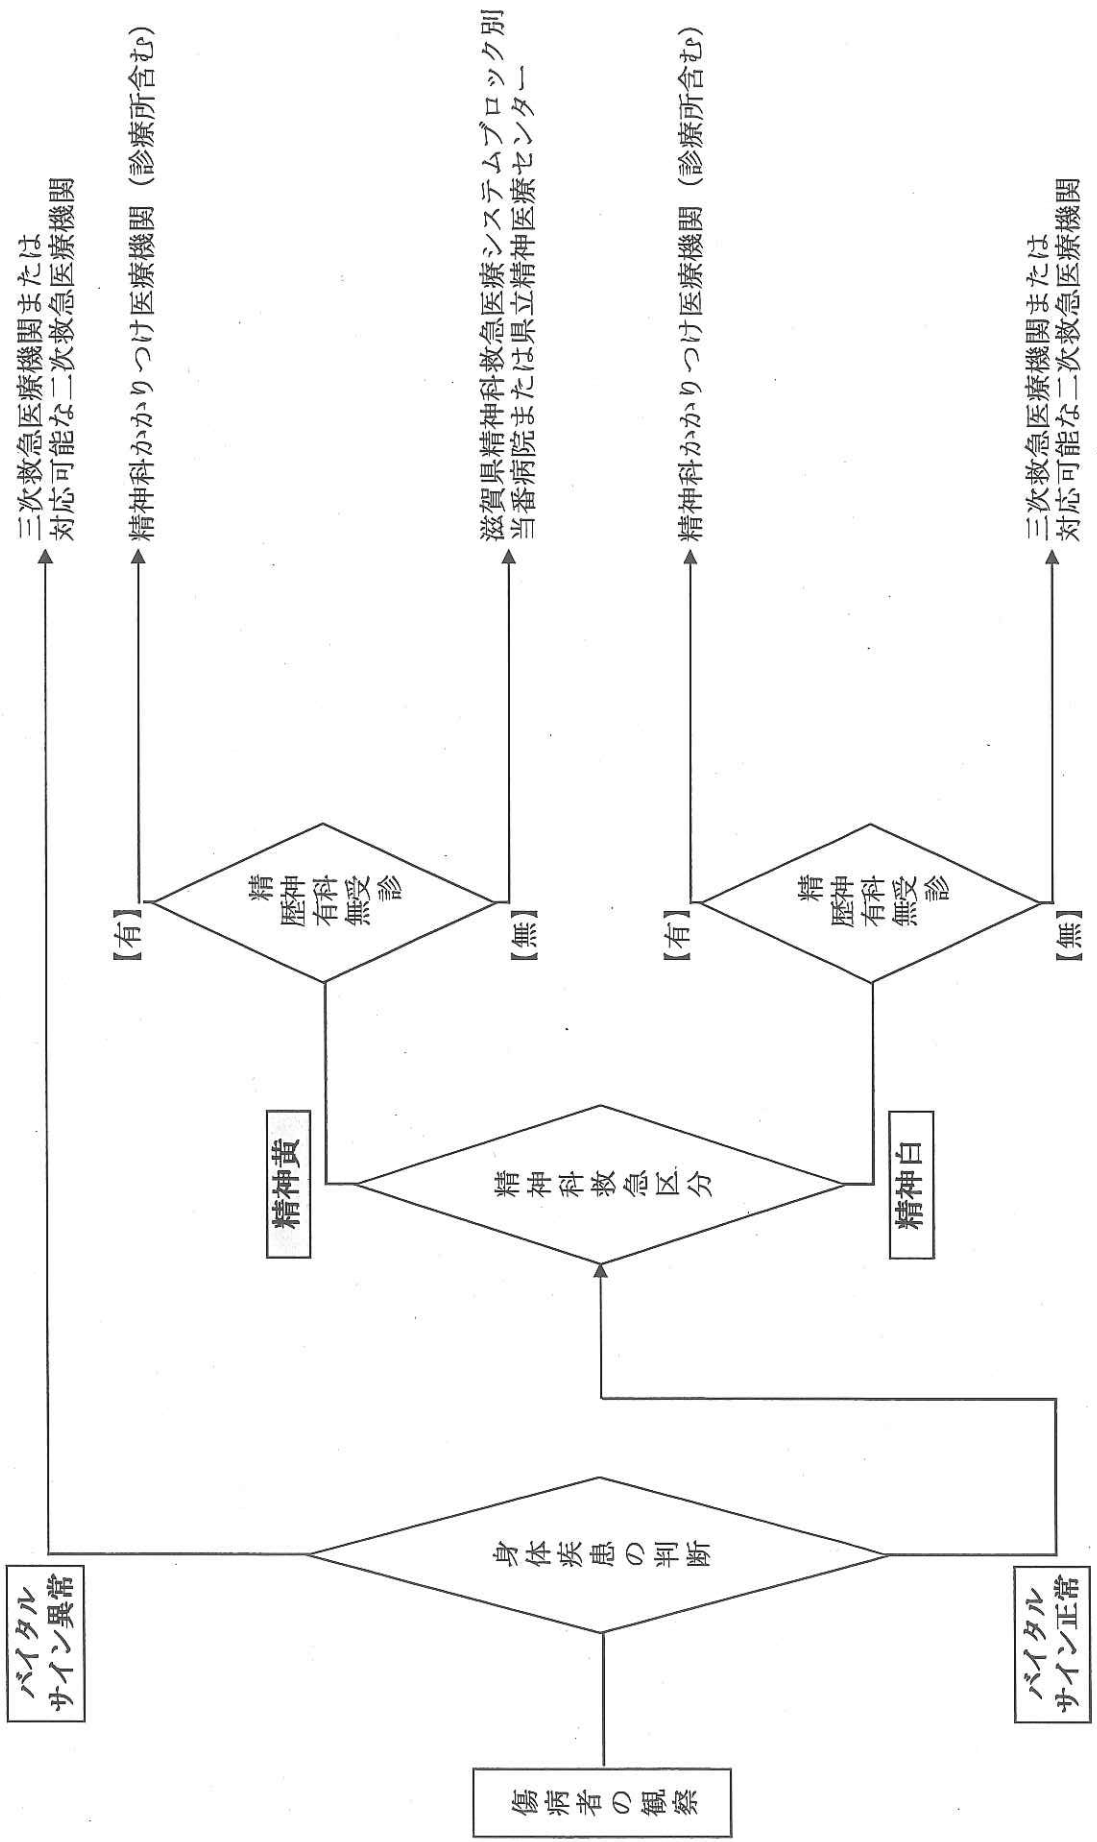 傷病者の観察
バイタル
サイン異常
身体疾患の判断
バイタル
サイン正常
精神黄
精神科救急区分
精神白
【有】
精神科受診
歴有無
【無】
【有】
精神科受診
歴有無
【無】
三次救急医療機関または
対応可能な二次救急医療機関
精神科かかりつけ医療機関（診療所含む）
滋賀県精神科救急医療システムブロック別
当番病院または県立精神医療センター
精神科かかりつけ医療機関（診療所含む）
三次救急医療機関または
対応可能な二次救急医療機関